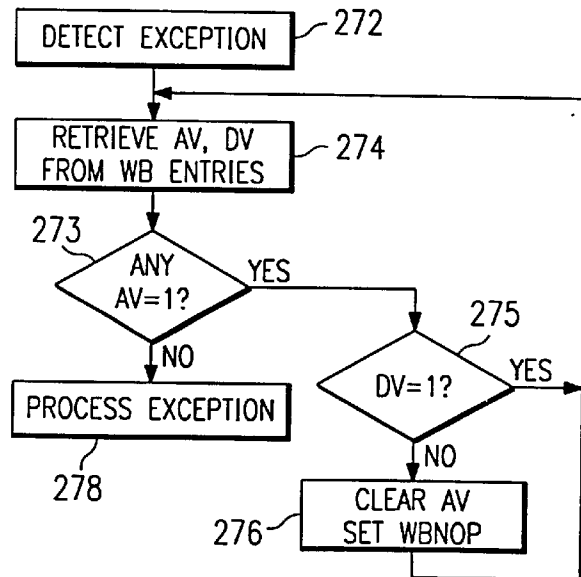 DETECT EXCEPTION
272
RETRIEVE AV, DV
FROM WB ENTRIES
274
273
ANY
AV=1?
YES
NO
275
DV=1?
YES
NO
PROCESS EXCEPTION
278
CLEAR AV
SET WBNOP
276